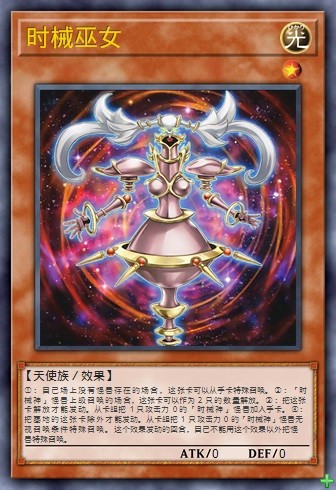 时械巫女
光
【天使族／效果】
①：自己场上没有怪兽存在的场合，这张卡可以从手卡特殊召唤。②：「时
械神」怪兽上级召唤的场合，这张卡可以作为２只的数量解放。③：把这张
卡解放才能发动。从卡组把１只攻击力０的「时械神」怪兽加入手卡。④：
把墓地的这张卡除外才能发动。从卡组把１只攻击力０的「时械神」怪兽无
视召唤条件特殊召唤。这个效果发动的回合，自己不能用这个效果以外把怪
兽特殊召唤。
ATK/0 DEF/0